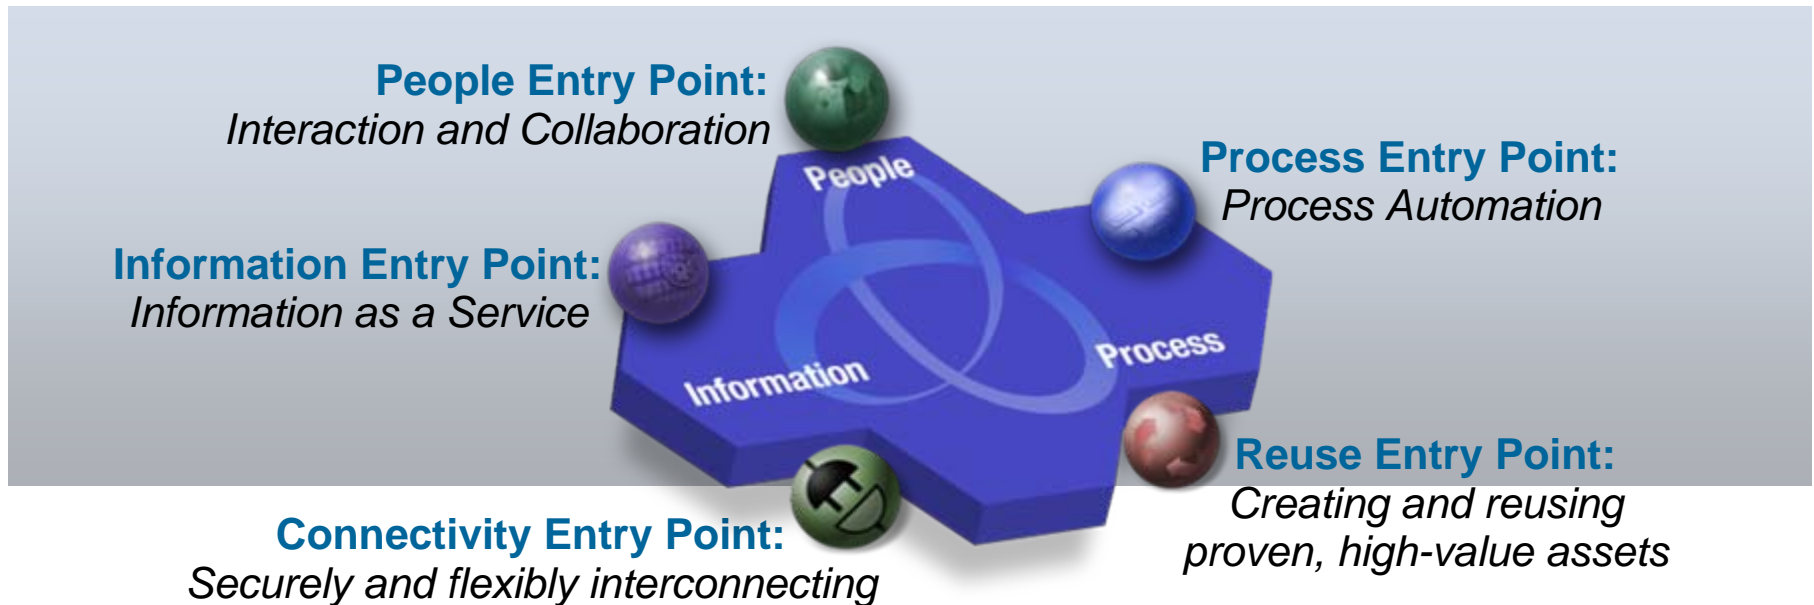 People Entry Point:
Interaction and Collaboration
People
Process Entry Point:
Process Automation
Information Entry Point:
Information as a Service
Information
Process
Reuse Entry Point:
Creating and reusing
proven, high-value assets
Connectivity Entry Point:
Securely and flexibly interconnecting